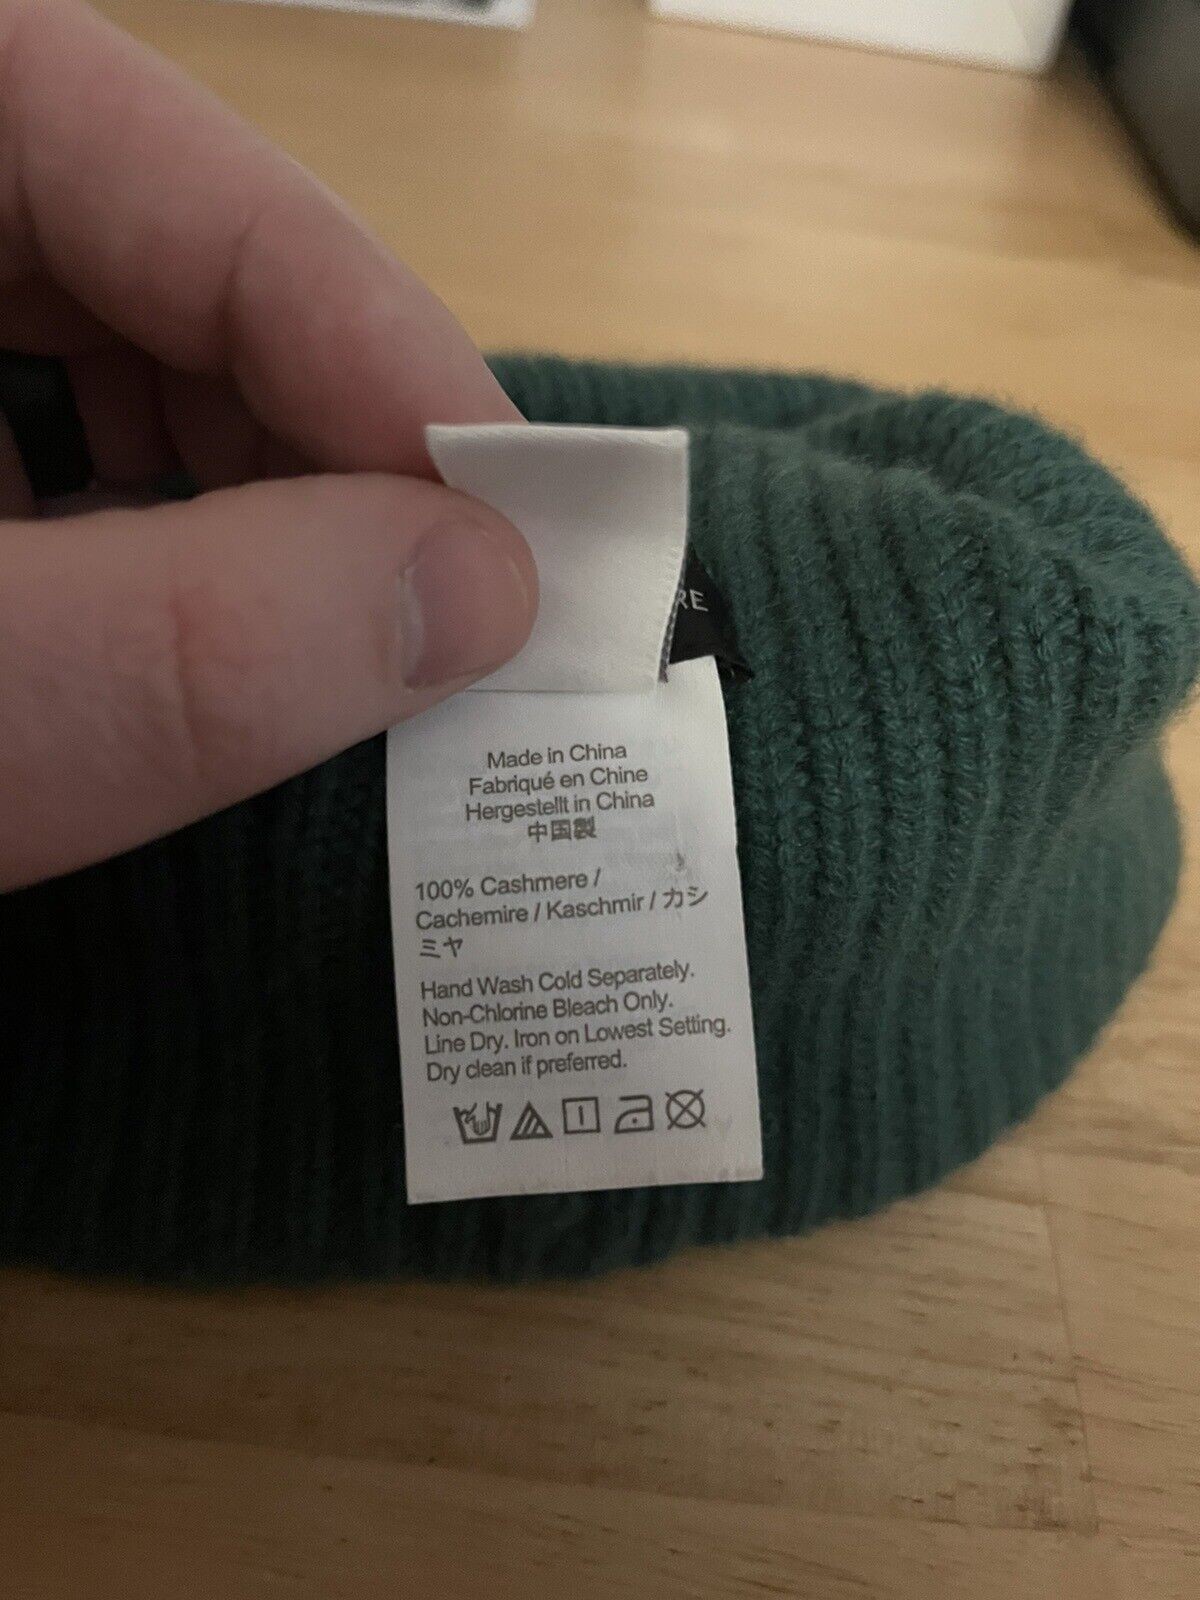 RE
Made in China
Fabriqué en Chine
Hergestellt in China
中国製
100% Cashmere /
Cachemire / Kaschmir / カシ
ミヤ
Hand Wash Cold Separately.
Non-Chlorine Bleach Only.
Line Dry. Iron on Lowest Setting.
Dry clean if preferred.